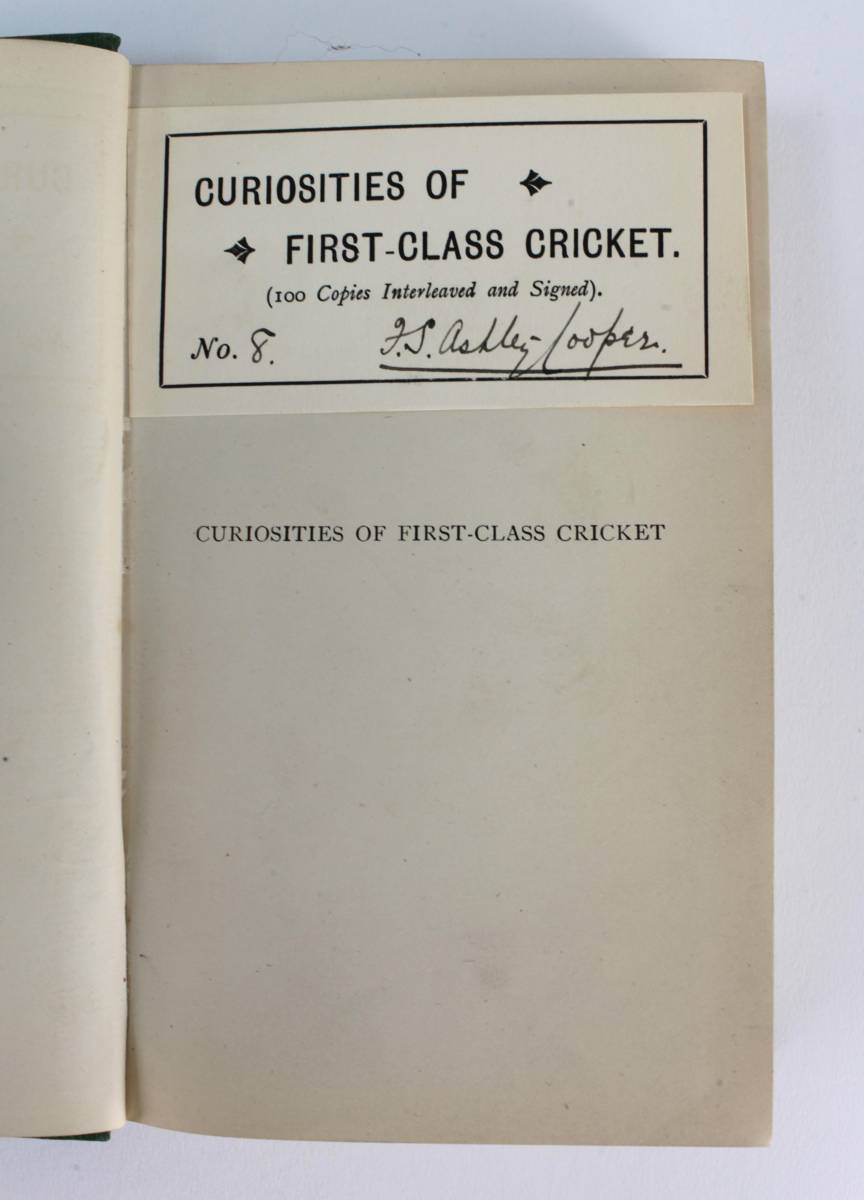 CURIOSITIES OF
FIRST-CLASS CRICKET.
(100 Copies Interleaved and Signed).
No. 8. F. S. Ashley-Cooper.
CURIOSITIES OF FIRST-CLASS CRICKET